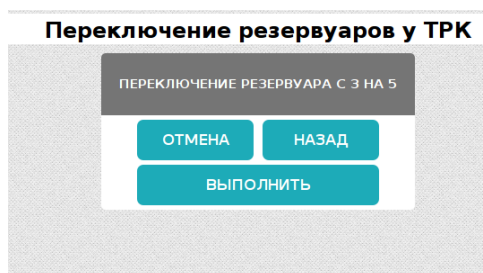 Переключение резервуаров у ТРК
ПЕРЕКЛЮЧЕНИЕ РЕЗЕРВУАРА С 3 НА 5
ОТМЕНА НАЗАД
ВЫПОЛНИТЬ